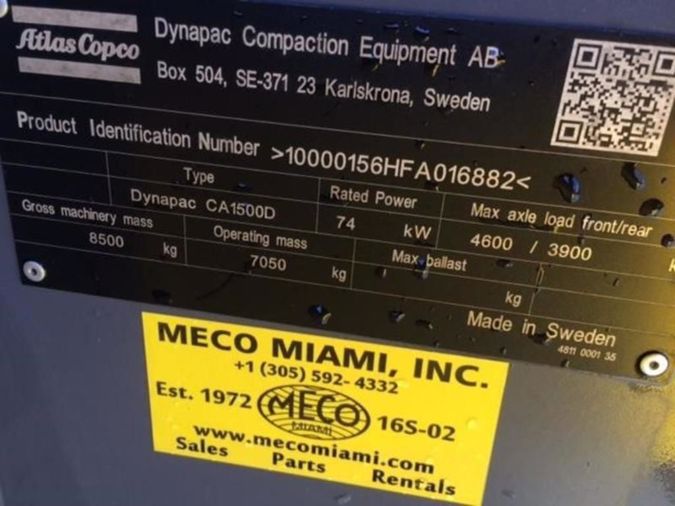 Atlas Copco
Dynapac Compaction Equipment AB
Box 504, SE-371 23 Karlskrona, Sweden
Product Identification Number >10000156HFA016882<
Type
Rated Power
Max axle load front/rear
Dynapac CA1500D
74 kW
4600 / 3900
Gross machinery mass
Operating mass
Max ballast
8500 kg
7050 kg
kg
Made in Sweden
4811 0001 35
MECO MIAMI, INC.
+1 (305) 592-4332
Est. 1972
MECO
MIAMI
16S-02
www.mecomiami.com
Sales Parts Rentals